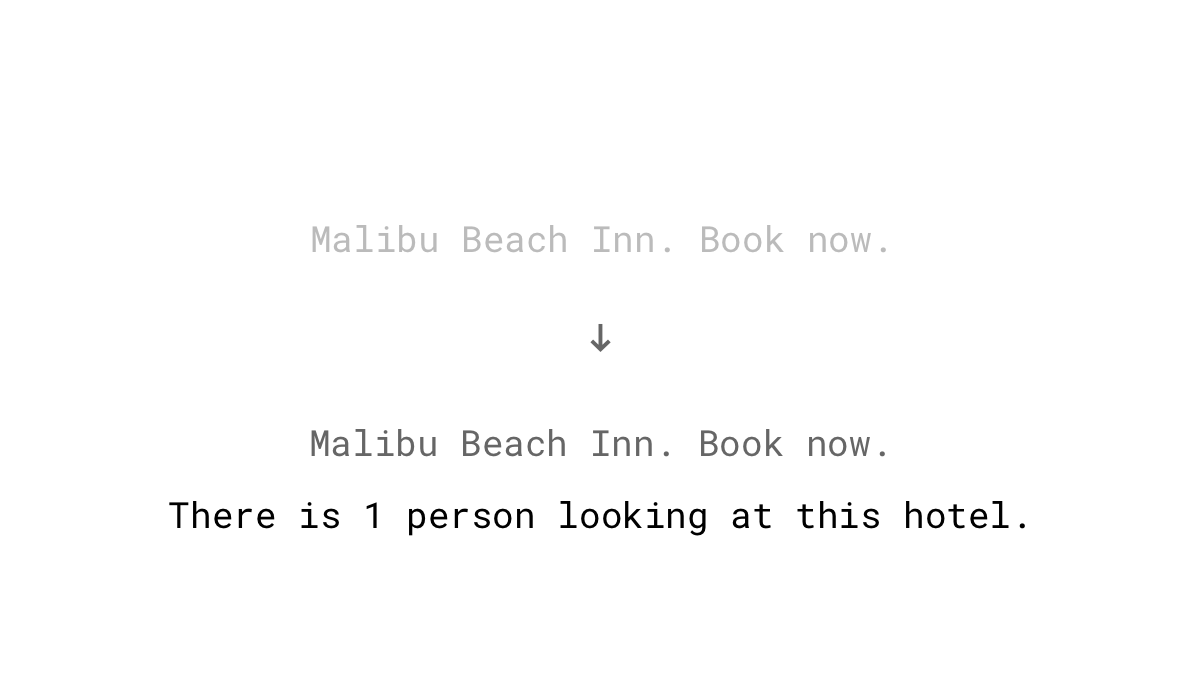 Malibu Beach Inn. Book now.
↓
Malibu Beach Inn. Book now.
There is 1 person looking at this hotel.